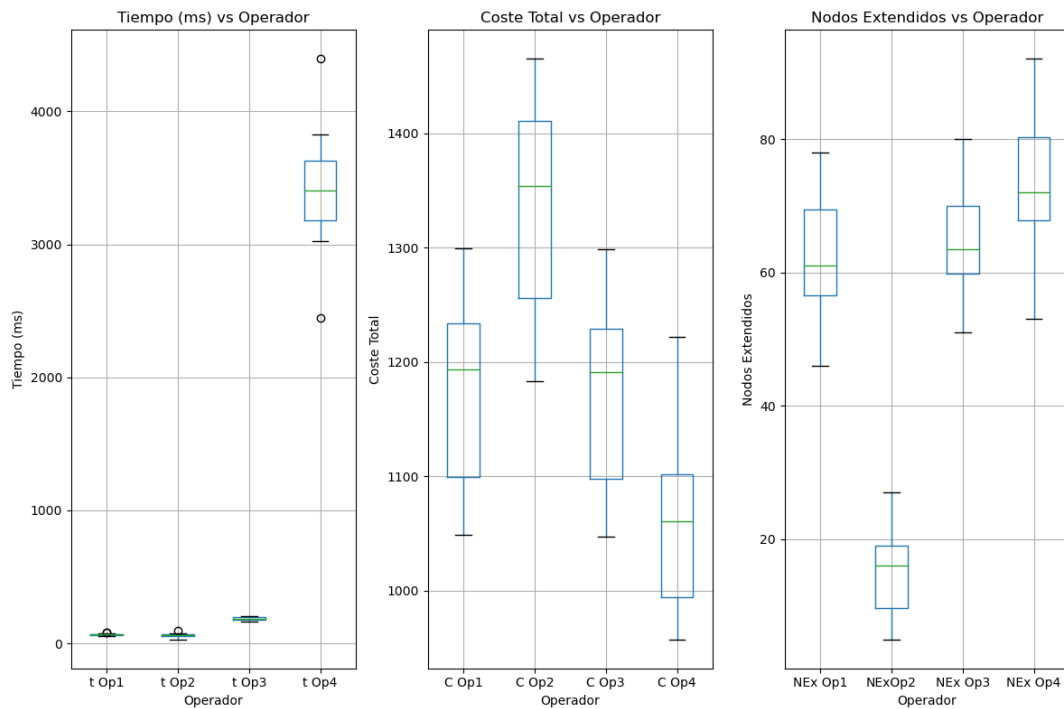 Tiempo (ms) vs Operador
Tiempo (ms)
4000
3000
2000
1000
0
t Op1 t Op2 t Op3 t Op4
Operador
Coste Total vs Operador
Coste Total
1400
1300
1200
1100
1000
C Op1 C Op2 C Op3 C Op4
Operador
Nodos Extendidos vs Operador
Nodos Extendidos
80
60
40
20
NEx Op1 NExOp2 NEx Op3 NEx Op4
Operador